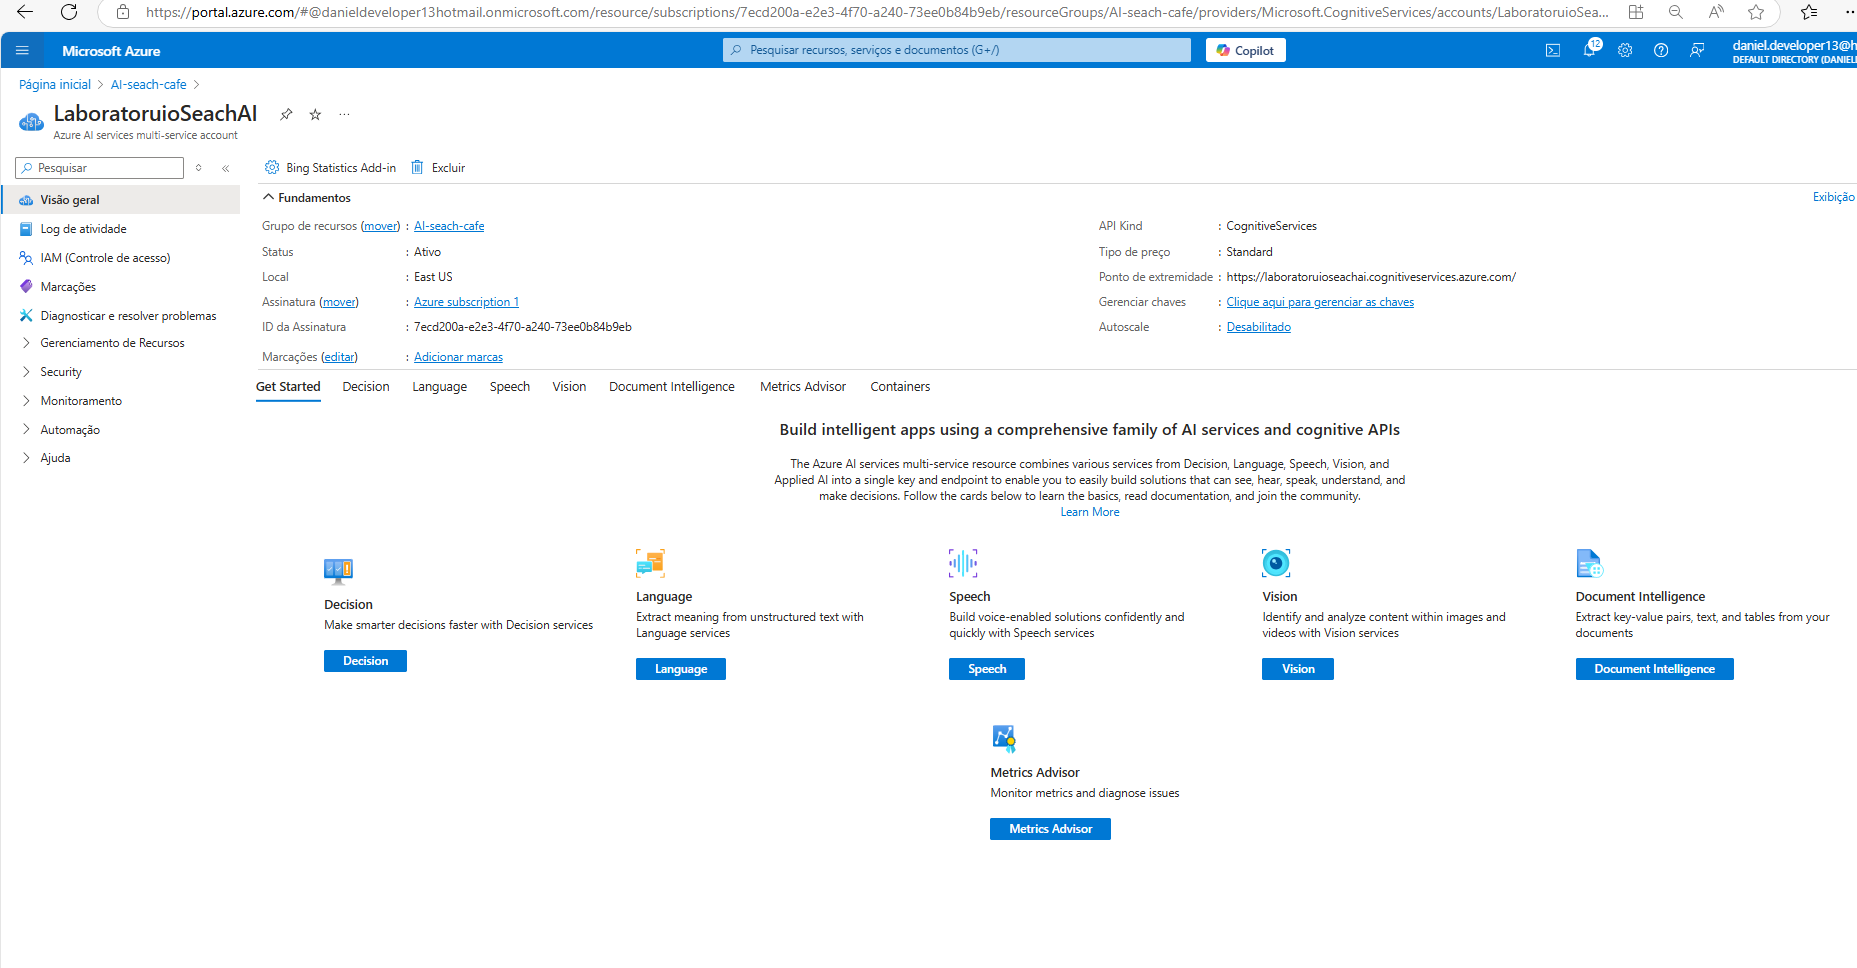 https://portal.azure.com/#@danieldeveloper13hotmail.onmicrosoft.com/resource/subscriptions/7ecd200a-e2e3-4f70-a240-73ee0b84b9eb/resourceGroups/AI-seach-cafe/providers/Microsoft.CognitiveServices/accounts/LaboratoruioSea...
Microsoft Azure
Pesquisar recursos, serviços e documentos (G+/)
Copilot
12
daniel.developer13@h
DEFAULT DIRECTORY (DANIEL
Página inicial > AI-seach-cafe >
LaboratoruioSeachAI
Azure AI services multi-service account
Pesquisar
Bing Statistics Add-in
Excluir
Visão geral
Log de atividade
IAM (Controle de acesso)
Marcações
Diagnosticar e resolver problemas
Gerenciamento de Recursos
Security
Monitoramento
Automação
Ajuda
Fundamentos
Exibição
Grupo de recursos (mover) : AI-seach-cafe
Status : Ativo
Local : East US
Assinatura (mover) : Azure subscription 1
ID da Assinatura : 7ecd200a-e2e3-4f70-a240-73ee0b84b9eb
Marcações (editar) : Adicionar marcas
API Kind : CognitiveServices
Tipo de preço : Standard
Ponto de extremidade : https://laboratoruioseachai.cognitiveservices.azure.com/
Gerenciar chaves : Clique aqui para gerenciar as chaves
Autoscale : Desabilitado
Get Started Decision Language Speech Vision Document Intelligence Metrics Advisor Containers
Build intelligent apps using a comprehensive family of AI services and cognitive APIs
The Azure AI services multi-service resource combines various services from Decision, Language, Speech, Vision, and
Applied AI into a single key and endpoint to enable you to easily build solutions that can see, hear, speak, understand, and
make decisions. Follow the cards below to learn the basics, read documentation, and join the community.
Learn More
Decision
Make smarter decisions faster with Decision services
Decision
Language
Extract meaning from unstructured text with
Language services
Language
Speech
Build voice-enabled solutions confidently and
quickly with Speech services
Speech
Vision
Identify and analyze content within images and
videos with Vision services
Vision
Document Intelligence
Extract key-value pairs, text, and tables from your
documents
Document Intelligence
Metrics Advisor
Monitor metrics and diagnose issues
Metrics Advisor